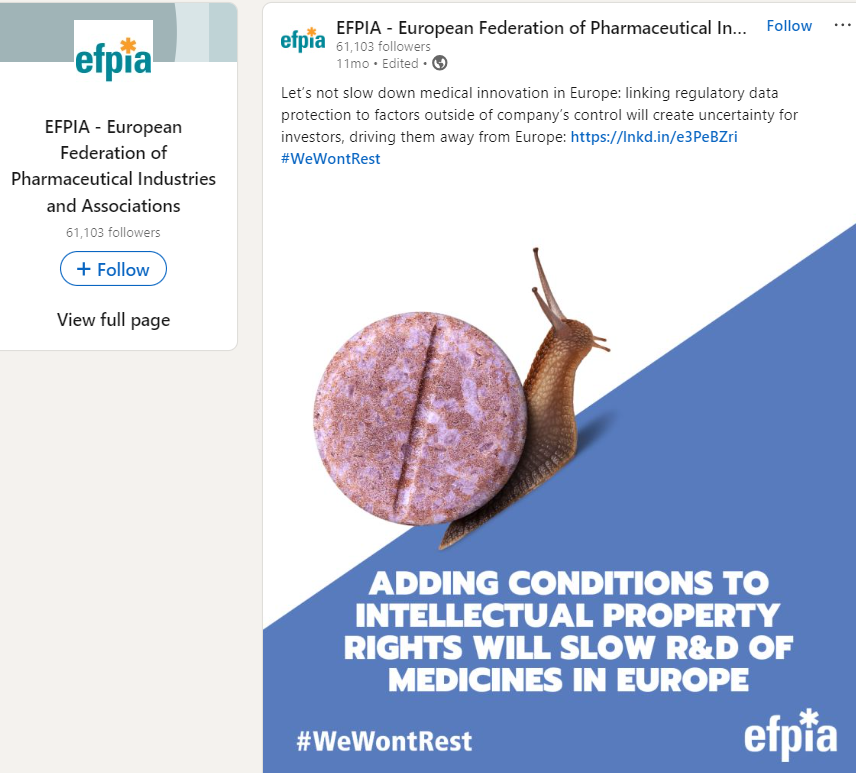 efpia
EFPIA - European
Federation of
Pharmaceutical Industries
and Associations
61,103 followers
+ Follow
View full page
efpia
EFPIA - European Federation of Pharmaceutical In...
Follow
61,103 followers
11mo • Edited •
Let’s not slow down medical innovation in Europe: linking regulatory data
protection to factors outside of company’s control will create uncertainty for
investors, driving them away from Europe: https://lnkd.in/e3PeBZri
#WeWontRest
ADDING CONDITIONS TO
INTELLECTUAL PROPERTY
RIGHTS WILL SLOW R&D OF
MEDICINES IN EUROPE
#WeWontRest
efpia